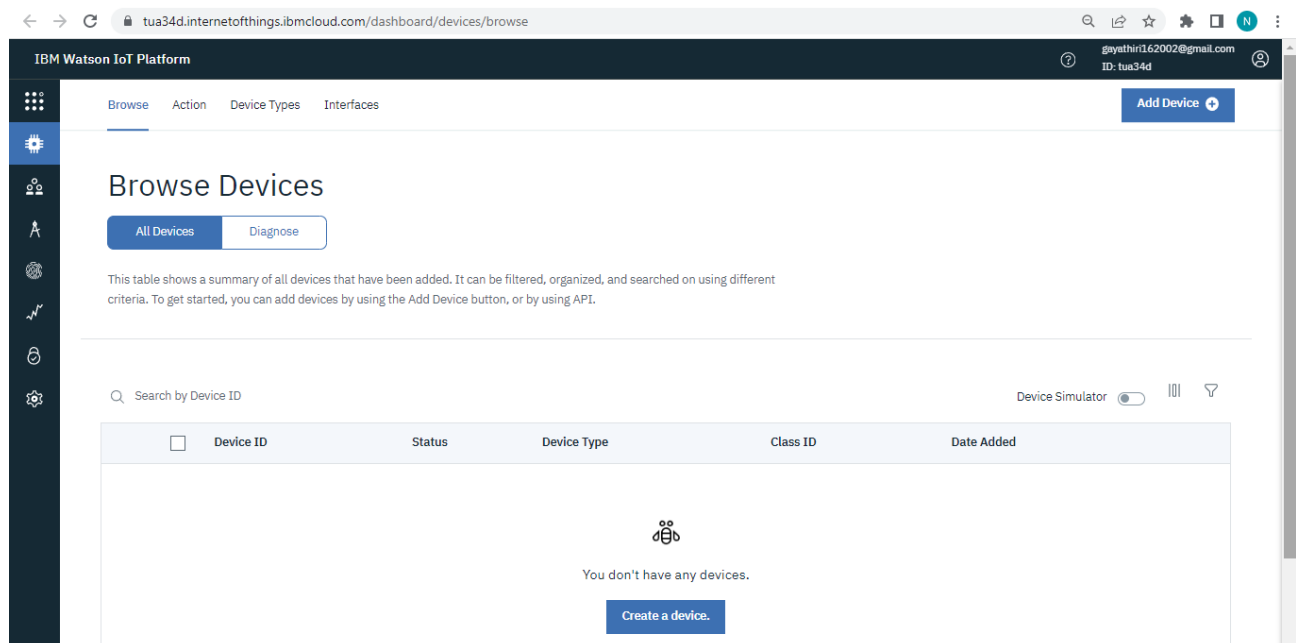 tua34d.internetofthings.ibmcloud.com/dashboard/devices/browse
N
IBM Watson IoT Platform
gayathiri162002@gmail.com
ID: tua34d
Browse Action Device Types Interfaces
Add Device
Browse Devices
All Devices Diagnose
This table shows a summary of all devices that have been added. It can be filtered, organized, and searched on using different
criteria. To get started, you can add devices by using the Add Device button, or by using API.
Search by Device ID
Device Simulator
Device ID Status Device Type Class ID Date Added
You don't have any devices.
Create a device.